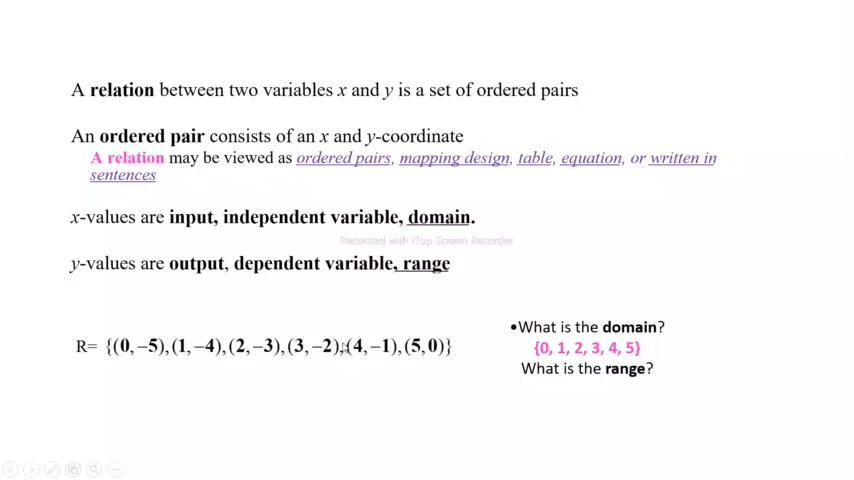 A relation between two variables x and y is a set of ordered pairs
An ordered pair consists of an x and y-coordinate
A relation may be viewed as ordered pairs, mapping design, table, equation, or written in
sentences
x-values are input, independent variable, domain.
Recorded with iTop Screen Recorder
y-values are output, dependent variable, range
R= {(0,−5),(1,−4),(2,−3),(3,−2),(4,−1),(5,0)}
•What is the domain?
{0, 1, 2, 3, 4, 5}
What is the range?